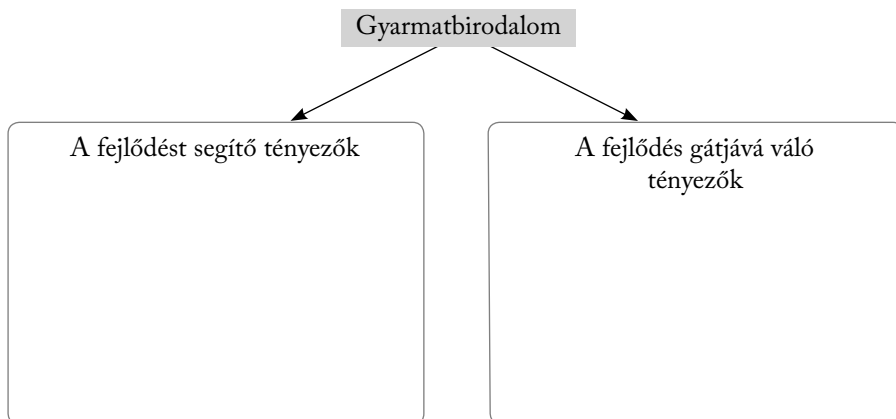 Gyarmatbirodalom
A fejlődést segítő tényezők
A fejlődés gátjává váló
tényezők